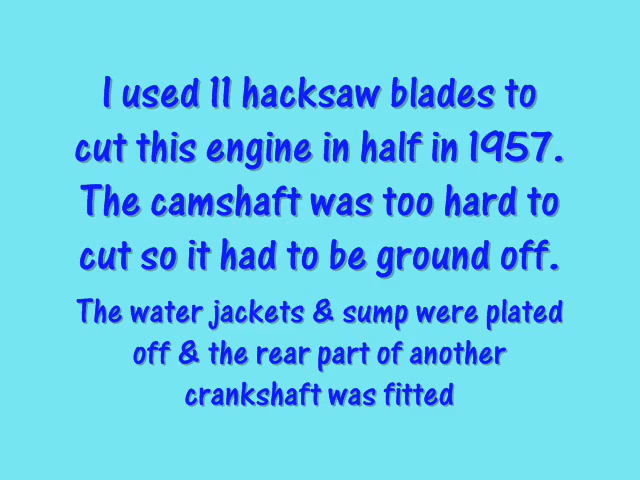 I used 11 hacksaw blades to
cut this engine in half in 1957.
The camshaft was too hard to
cut so it had to be ground off.
The water jackets & sump were plated
off & the rear part of another
crankshaft was fitted